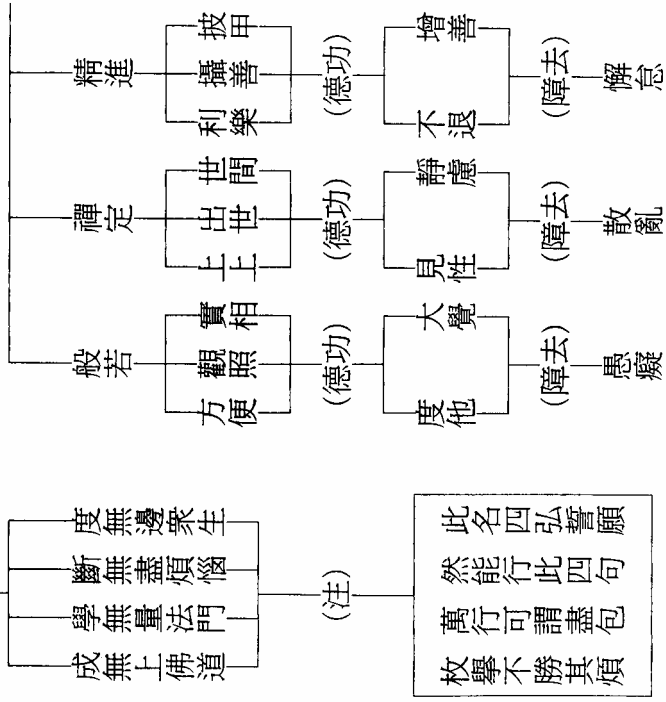 精進
披甲
攝善
利樂
(功德)
增善
不退
(去障)
懈怠
禪定
世間
出世
上上
(功德)
靜慮
見性
(去障)
散亂
般若
實相
觀照
方便
(功德)
大覺
度他
(去障)
愚癡
度無邊衆生
斷無盡煩惱
學無量法門
成無上佛道
(注)
此名四弘誓願
然能行此四句
萬行可謂盡包
枚舉不勝其煩